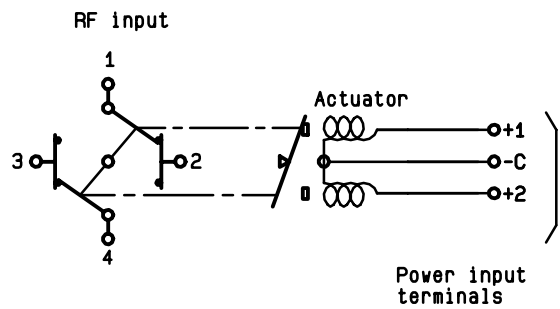 RF input
1
Actuator
+1
3
2
-C
+2
4
Power input
terminals